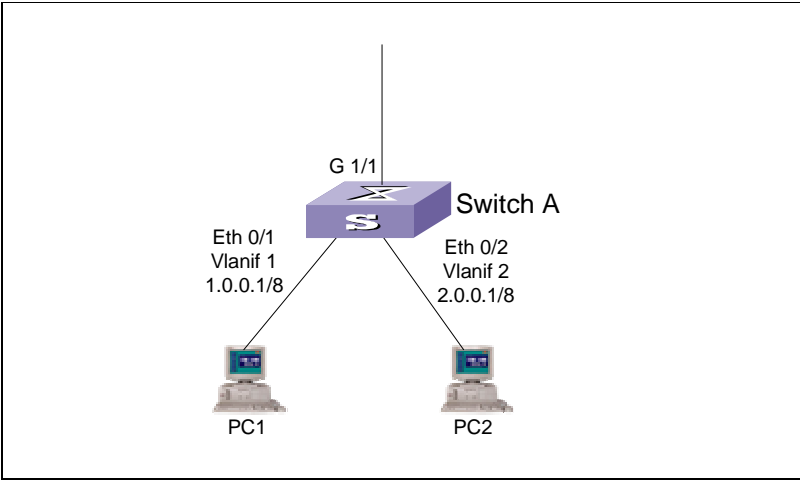 G 1/1
Switch A
S
Eth 0/1
Vlanif 1
1.0.0.1/8
Eth 0/2
Vlanif 2
2.0.0.1/8
PC1
PC2